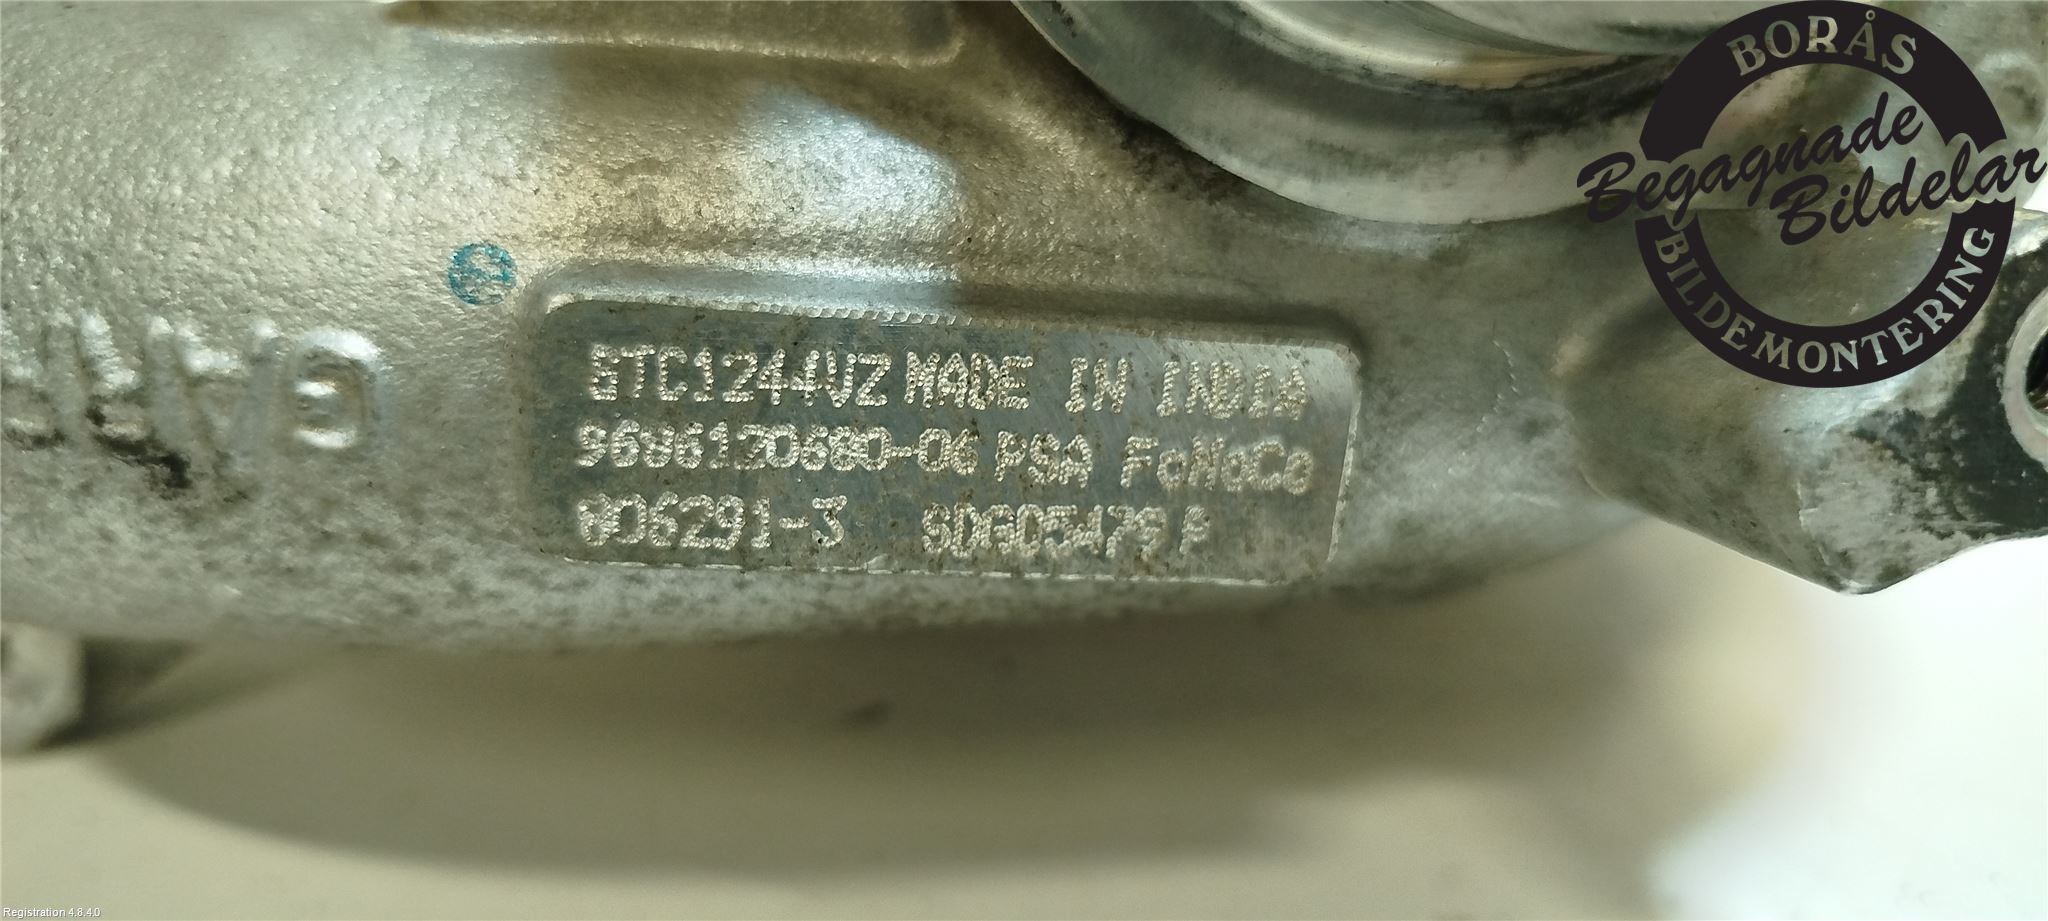 BORÅS
Begagnade
Bildelar
BILDEMONTERING
GTC1244VZ MADE IN INDIA
9686120680-06 PSA FoMoCo
806291-3 SDG05479 P
Registration 4.8.4.0